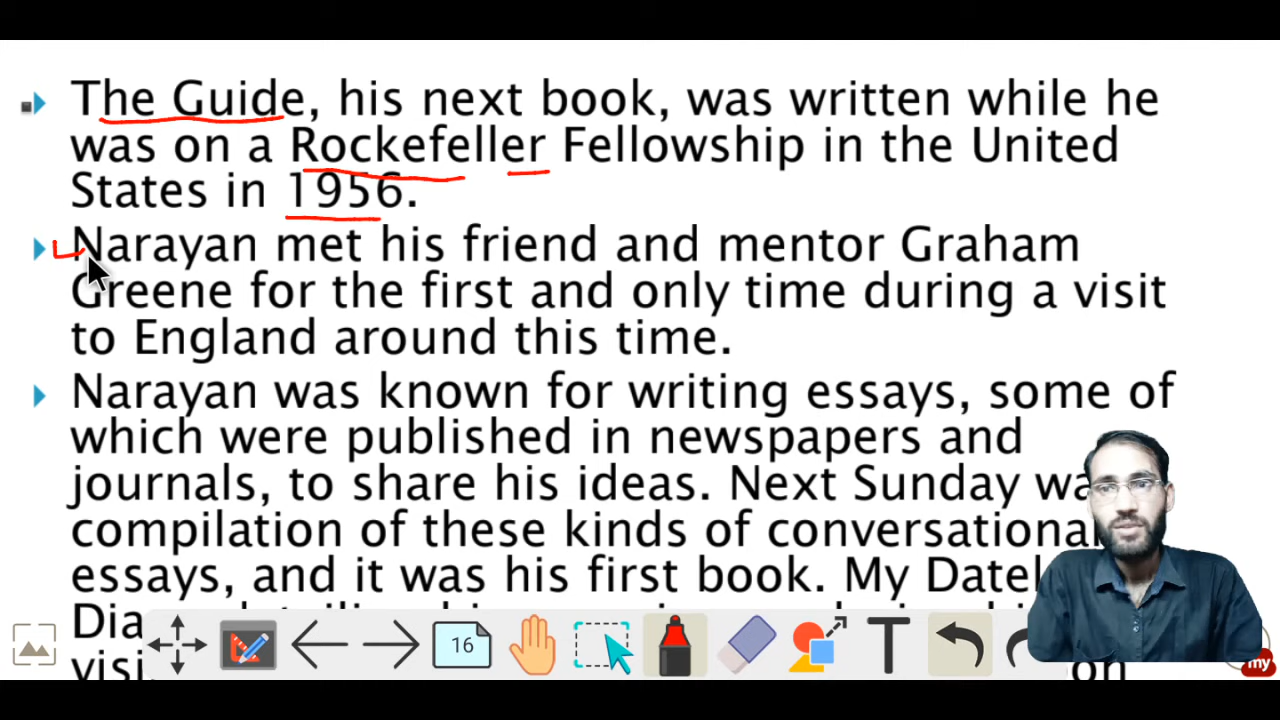 The Guide, his next book, was written while he
was on a Rockefeller Fellowship in the United
States in 1956.
Narayan met his friend and mentor Graham
Greene for the first and only time during a visit
to England around this time.
Narayan was known for writing essays, some of
which were published in newspapers and
journals, to share his ideas. Next Sunday
compilation of these kinds of conversational
essays, and it was his first book. My
16
on
my